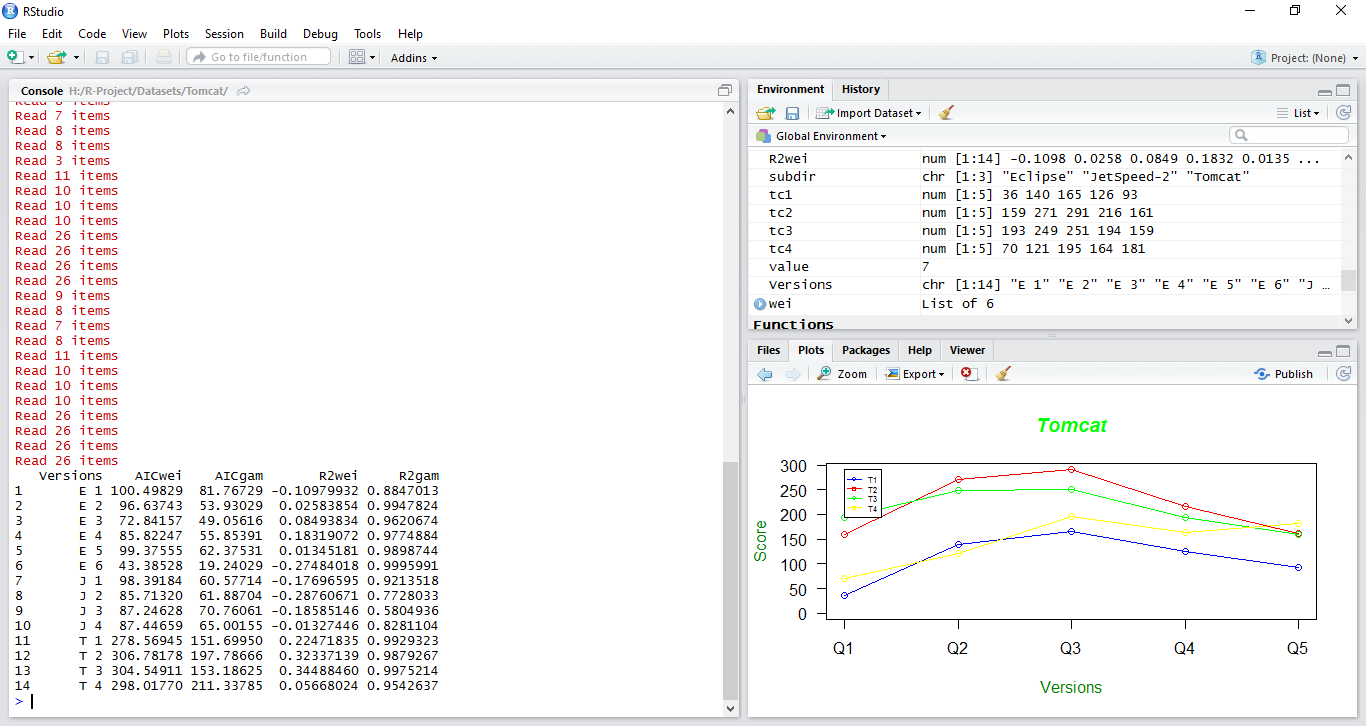 RStudio
File Edit Code View Plots Session Build Debug Tools Help
Go to file/function Addins Project: (None)
Console H:/R-Project/Datasets/Tomcat/
Read 7 items
Read 8 items
Read 8 items
Read 3 items
Read 11 items
Read 10 items
Read 10 items
Read 10 items
Read 26 items
Read 26 items
Read 26 items
Read 26 items
Read 9 items
Read 8 items
Read 7 items
Read 8 items
Read 11 items
Read 10 items
Read 10 items
Read 10 items
Read 26 items
Read 26 items
Read 26 items
Read 26 items
Versions AICwei AICgam R2wei R2gam
1 E 1 100.49829 81.76729 -0.10979932 0.8847013
2 E 2 96.63743 53.93029 0.02583854 0.9947824
3 E 3 72.84157 49.05616 0.08493834 0.9620674
4 E 4 85.82247 55.85391 0.18319072 0.9774884
5 E 5 99.37555 62.37531 0.01345181 0.9898744
6 E 6 43.38528 19.24029 -0.27484018 0.9995991
7 J 1 98.39184 60.57714 -0.17696595 0.9213518
8 J 2 85.71320 61.88704 -0.28760671 0.7728033
9 J 3 87.24628 70.76061 -0.18585146 0.5804936
10 J 4 87.44659 65.00155 -0.01327446 0.8281104
11 T 1 278.56945 151.69950 0.22471835 0.9929323
12 T 2 306.78178 197.78666 0.32337139 0.9879267
13 T 3 304.54911 153.18625 0.34488460 0.9975214
14 T 4 298.01770 211.33785 0.05668024 0.9542637
>
Environment History
Import Dataset List
Global Environment
R2wei num [1:14] -0.1098 0.0258 0.0849 0.1832 0.0135 ...
subdir chr [1:3] "Eclipse" "JetSpeed-2" "Tomcat"
tc1 num [1:5] 36 140 165 126 93
tc2 num [1:5] 159 271 291 216 161
tc3 num [1:5] 193 249 251 194 159
tc4 num [1:5] 70 121 195 164 181
value 7
Versions chr [1:14] "E 1" "E 2" "E 3" "E 4" "E 5" "E 6" "J ...
wei List of 6
Functions
Files Plots Packages Help Viewer
Zoom Export Publish
Tomcat
Score
300
250
200
150
100
50
0
T1
T2
T3
T4
Q1 Q2 Q3 Q4 Q5
Versions